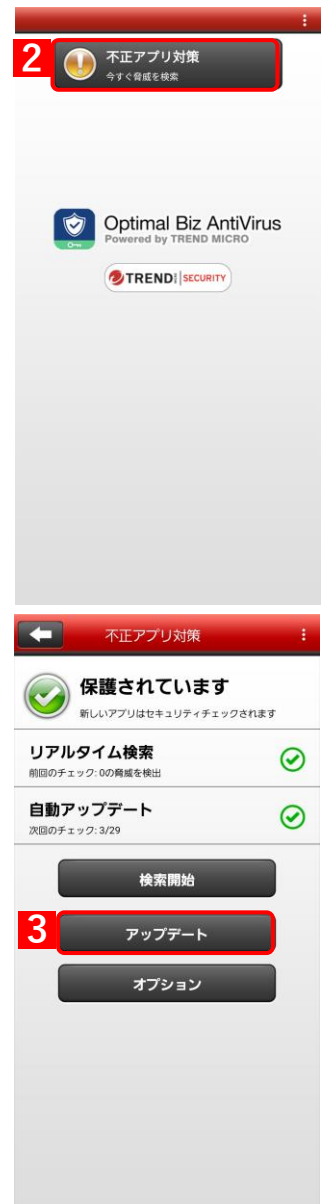 2
不正アプリ対策
今すぐ脅威を検索
Optimal Biz AntiVirus
Powered by TREND MICRO
TREND SECURITY
不正アプリ対策
保護されています
新しいアプリはセキュリティチェックされます
リアルタイム検索
前回のチェック: 0の脅威を検出
自動アップデート
次回のチェック: 3/29
検索開始
3
アップデート
オプション